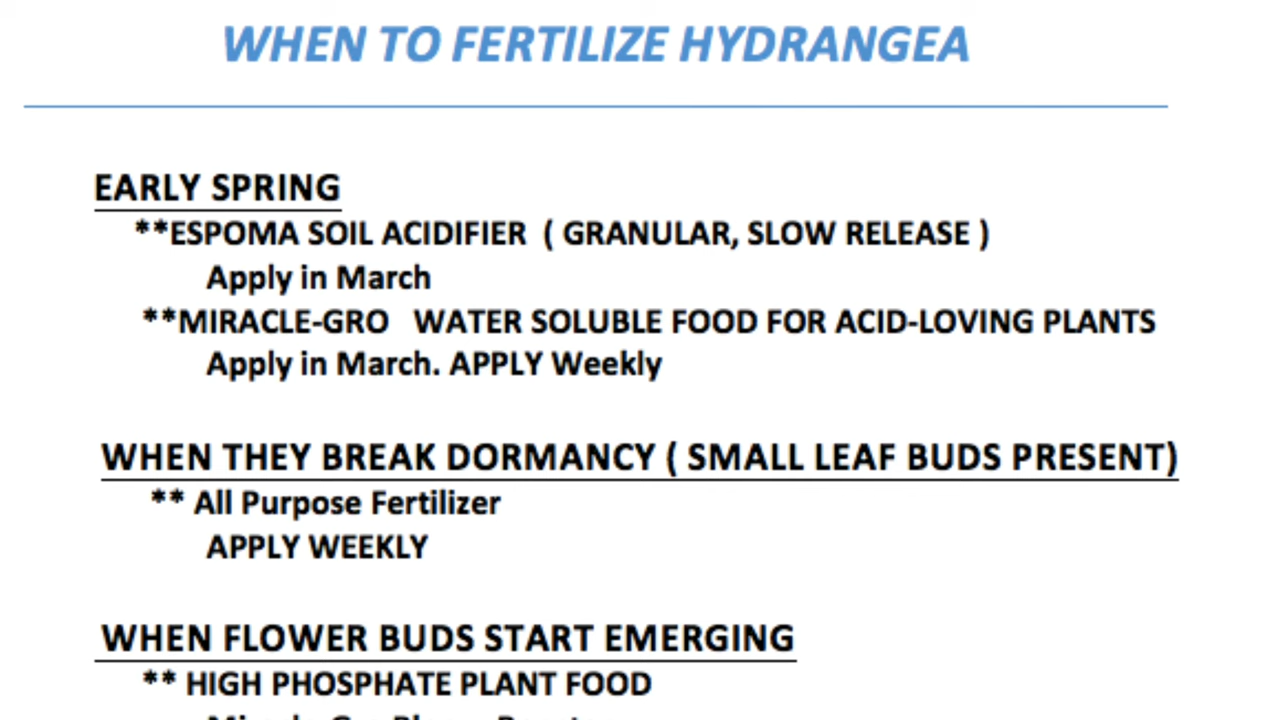 WHEN TO FERTILIZE HYDRANGEA
EARLY SPRING
**ESPOMA SOIL ACIDIFIER ( GRANULAR, SLOW RELEASE )
Apply in March
**MIRACLE-GRO WATER SOLUBLE FOOD FOR ACID-LOVING PLANTS
Apply in March. APPLY Weekly
WHEN THEY BREAK DORMANCY ( SMALL LEAF BUDS PRESENT)
** All Purpose Fertilizer
APPLY WEEKLY
WHEN FLOWER BUDS START EMERGING
** HIGH PHOSPHATE PLANT FOOD